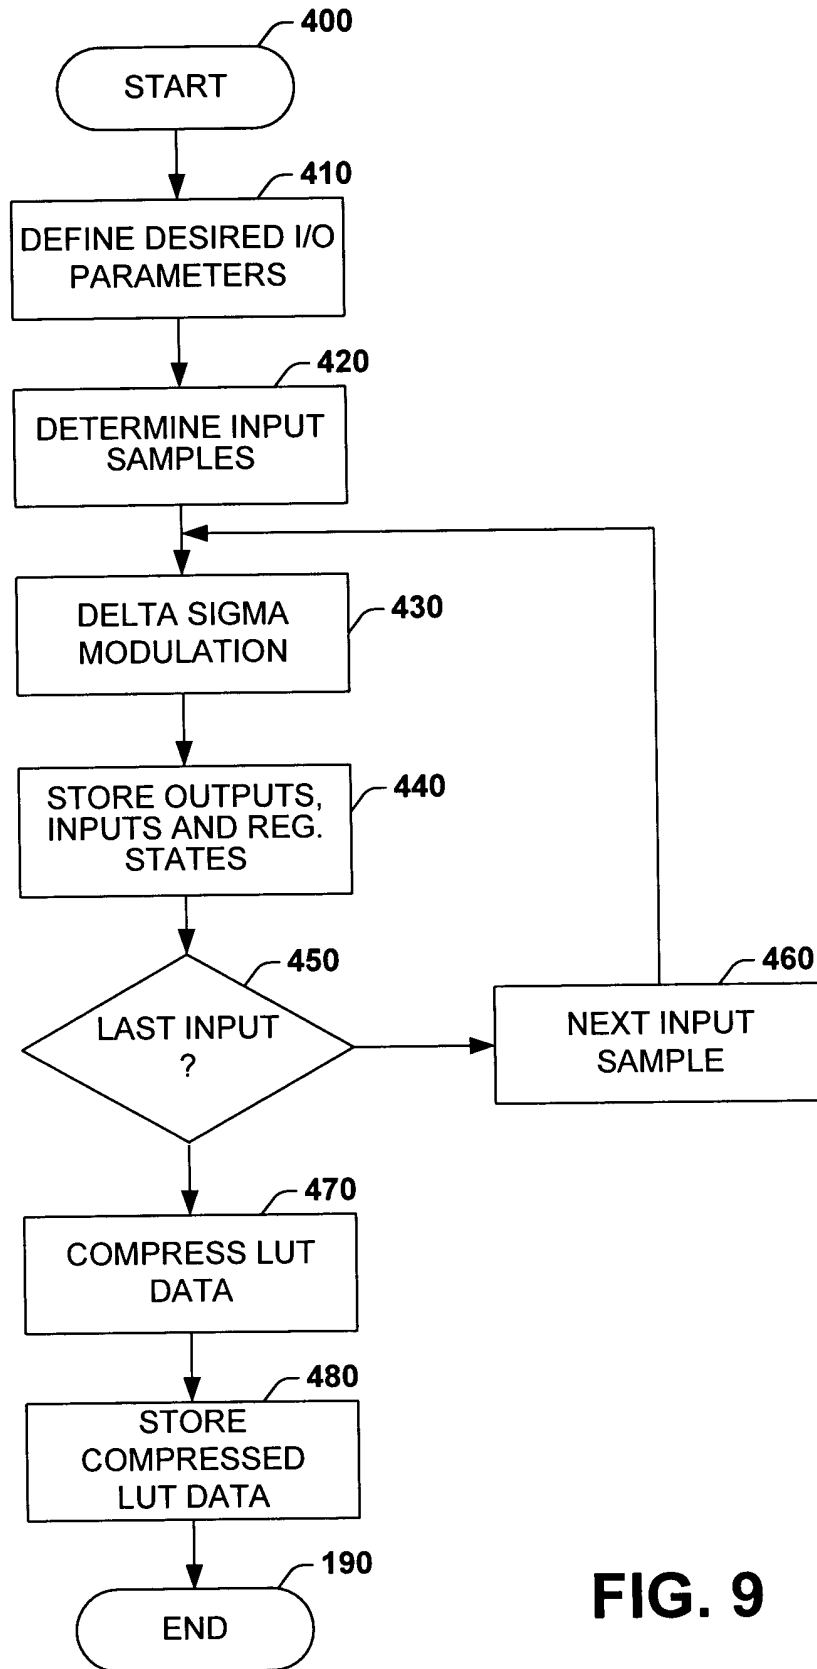 400
START
410
DEFINE DESIRED I/O
PARAMETERS
420
DETERMINE INPUT
SAMPLES
430
DELTA SIGMA
MODULATION
440
STORE OUTPUTS,
INPUTS AND REG.
STATES
450
LAST INPUT
?
460
NEXT INPUT
SAMPLE
470
COMPRESS LUT
DATA
480
STORE
COMPRESSED
LUT DATA
190
END
FIG. 9